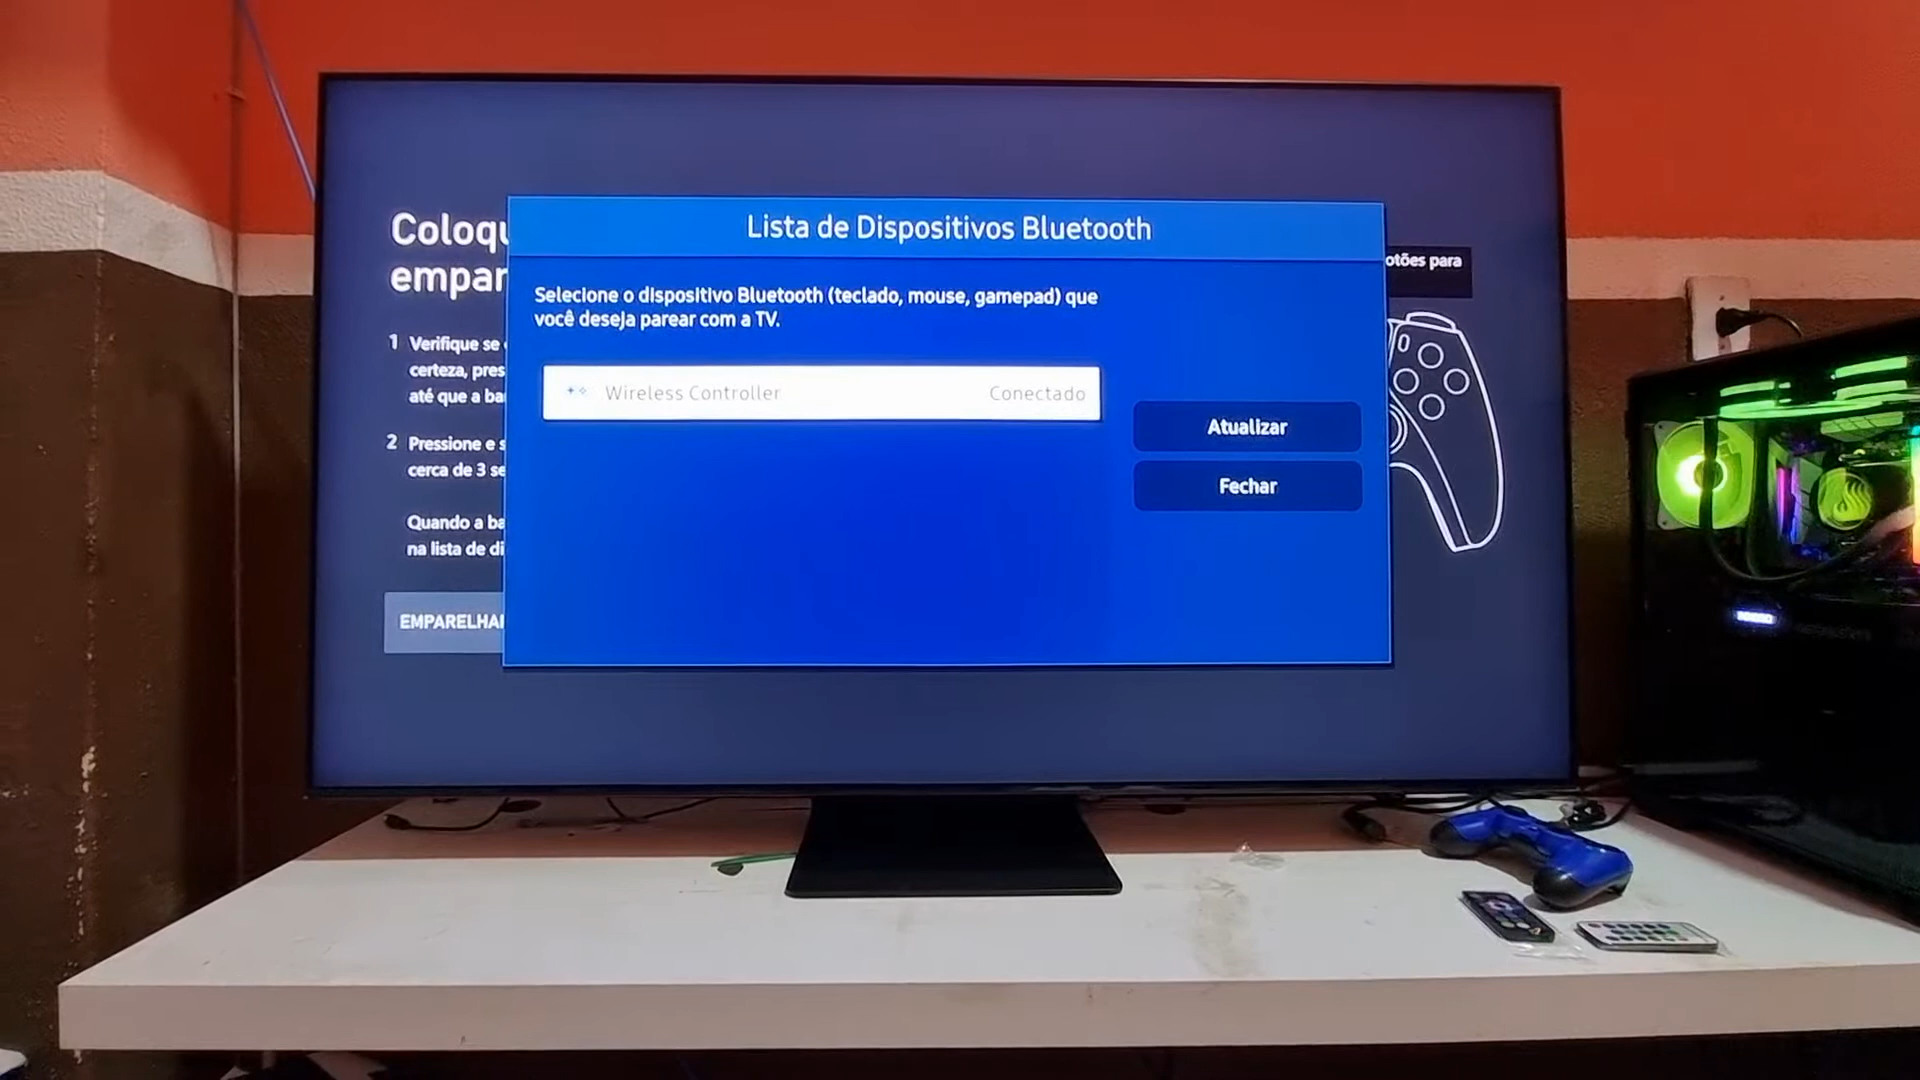 Lista de Dispositivos Bluetooth
Selecione o dispositivo Bluetooth (teclado, mouse, gamepad) que
você deseja parear com a TV.
Wireless Controller Conectado
Atualizar
Fechar
Coloqu
empar
1 Verifique se
certeza, pres
até que a ba
2 Pressione e s
cerca de 3 se
Quando a ba
na lista de di
EMPARELHAR
otões para